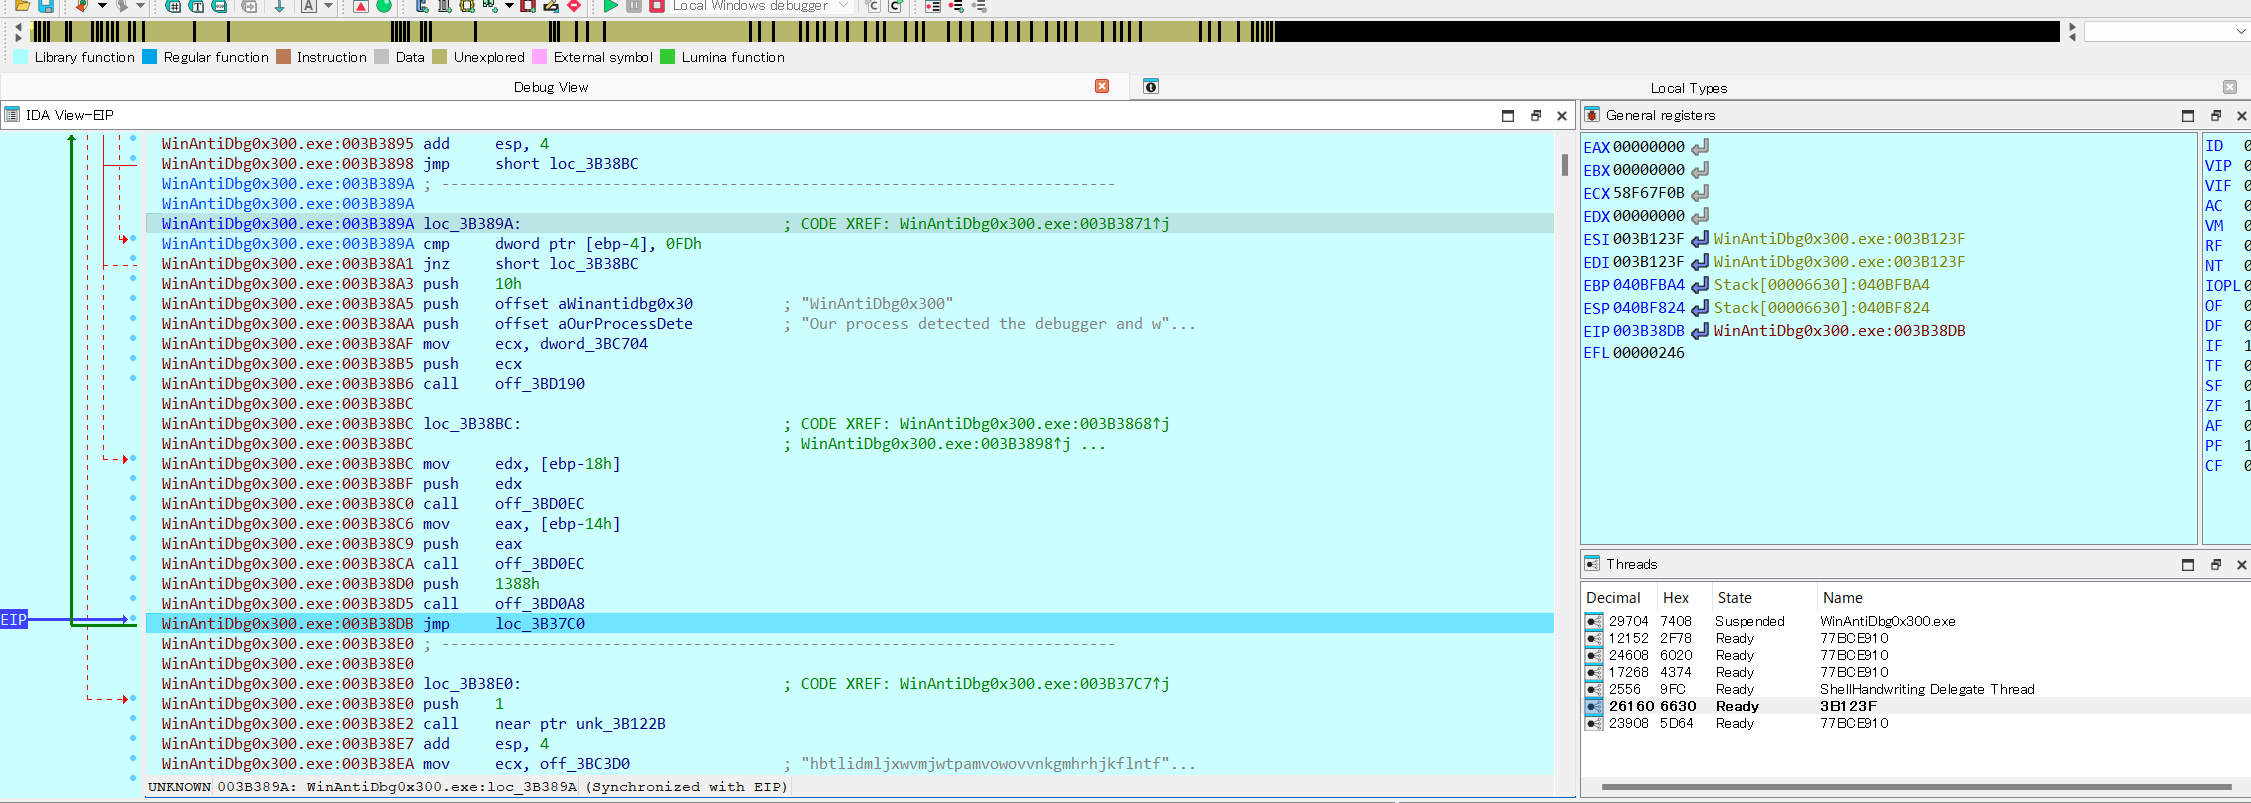 Local Windows debugger
Library function Regular function Instruction Data Unexplored External symbol Lumina function
Debug View
Local Types
IDA View-EIP
WinAntiDbg0x300.exe:003B3895 add esp, 4
WinAntiDbg0x300.exe:003B3898 jmp short loc_3B38BC
WinAntiDbg0x300.exe:003B389A ; ---------------------------------------------------------------------------
WinAntiDbg0x300.exe:003B389A
WinAntiDbg0x300.exe:003B389A loc_3B389A: ; CODE XREF: WinAntiDbg0x300.exe:003B3871↑j
WinAntiDbg0x300.exe:003B389A cmp dword ptr [ebp-4], 0FDh
WinAntiDbg0x300.exe:003B38A1 jnz short loc_3B38BC
WinAntiDbg0x300.exe:003B38A3 push 10h
WinAntiDbg0x300.exe:003B38A5 push offset aWinantidbg0x30 ; "WinAntiDbg0x300"
WinAntiDbg0x300.exe:003B38AA push offset aOurProcessDete ; "Our process detected the debugger and w"...
WinAntiDbg0x300.exe:003B38AF mov ecx, dword_3BC704
WinAntiDbg0x300.exe:003B38B5 push ecx
WinAntiDbg0x300.exe:003B38B6 call off_3BD190
WinAntiDbg0x300.exe:003B38BC
WinAntiDbg0x300.exe:003B38BC loc_3B38BC: ; CODE XREF: WinAntiDbg0x300.exe:003B3868↑j
WinAntiDbg0x300.exe:003B38BC ; WinAntiDbg0x300.exe:003B3898↑j ...
WinAntiDbg0x300.exe:003B38BC mov edx, [ebp-18h]
WinAntiDbg0x300.exe:003B38BF push edx
WinAntiDbg0x300.exe:003B38C0 call off_3BD0EC
WinAntiDbg0x300.exe:003B38C6 mov eax, [ebp-14h]
WinAntiDbg0x300.exe:003B38C9 push eax
WinAntiDbg0x300.exe:003B38CA call off_3BD0EC
WinAntiDbg0x300.exe:003B38D0 push 1388h
WinAntiDbg0x300.exe:003B38D5 call off_3BD0A8
EIP WinAntiDbg0x300.exe:003B38DB jmp loc_3B37C0
WinAntiDbg0x300.exe:003B38E0 ; ---------------------------------------------------------------------------
WinAntiDbg0x300.exe:003B38E0
WinAntiDbg0x300.exe:003B38E0 loc_3B38E0: ; CODE XREF: WinAntiDbg0x300.exe:003B37C7↑j
WinAntiDbg0x300.exe:003B38E0 push 1
WinAntiDbg0x300.exe:003B38E2 call near ptr unk_3B122B
WinAntiDbg0x300.exe:003B38E7 add esp, 4
WinAntiDbg0x300.exe:003B38EA mov ecx, off_3BC3D0 ; "hbtlidmljxwvmjwtpamvowovvnkgmhrhjkflntf"...
UNKNOWN 003B389A: WinAntiDbg0x300.exe:loc_3B389A (Synchronized with EIP)
General registers
EAX 00000000
EBX 00000000
ECX 58F67F0B
EDX 00000000
ESI 003B123F WinAntiDbg0x300.exe:003B123F
EDI 003B123F WinAntiDbg0x300.exe:003B123F
EBP 040BFBA4 Stack[00006630]:040BFBA4
ESP 040BF824 Stack[00006630]:040BF824
EIP 003B38DB WinAntiDbg0x300.exe:003B38DB
EFL 00000246
ID 0
VIP 0
VIF 0
AC 0
VM 0
RF 0
NT 0
IOPL 0
OF 0
DF 0
IF 1
TF 0
SF 0
ZF 1
AF 0
PF 1
CF 0
Threads
Decimal Hex State Name
29704 7408 Suspended WinAntiDbg0x300.exe
12152 2F78 Ready 77BCE910
24608 6020 Ready 77BCE910
17268 4374 Ready 77BCE910
2556 9FC Ready ShellHandwriting Delegate Thread
26160 6630 Ready 3B123F
23908 5D64 Ready 77BCE910